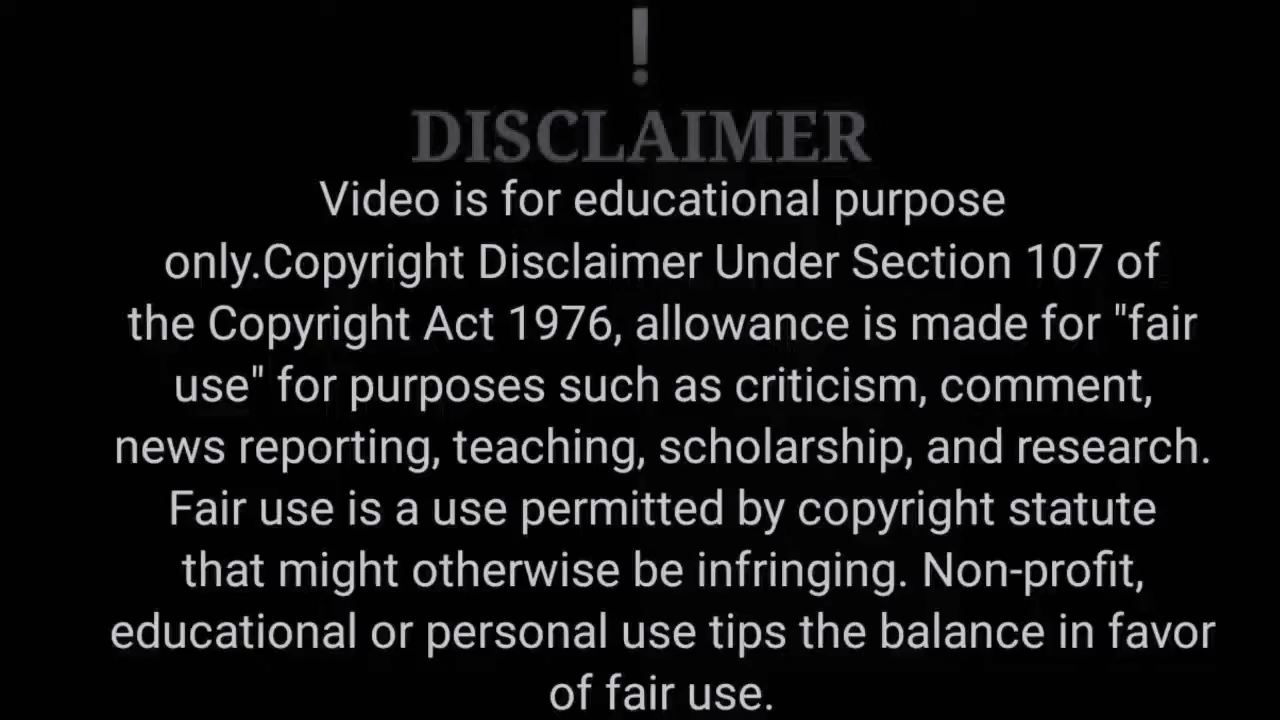 !
DISCLAIMER
Video is for educational purpose
only.Copyright Disclaimer Under Section 107 of
the Copyright Act 1976, allowance is made for "fair
use" for purposes such as criticism, comment,
news reporting, teaching, scholarship, and research.
Fair use is a use permitted by copyright statute
that might otherwise be infringing. Non-profit,
educational or personal use tips the balance in favor
of fair use.